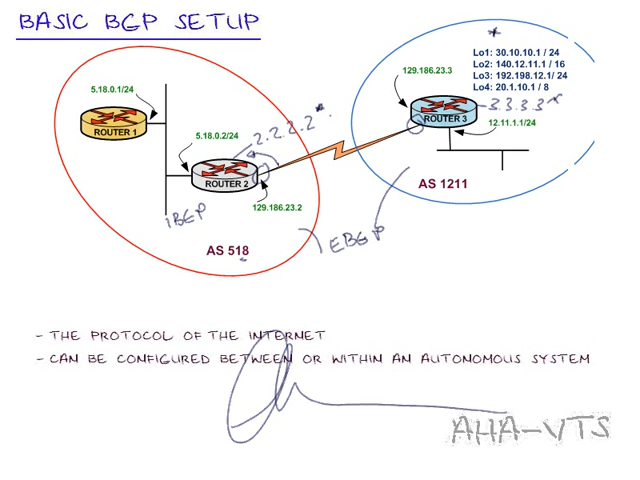 BASIC BGP SETUP
*
Lo1: 30.10.10.1 / 24
Lo2: 140.12.11.1 / 16
Lo3: 192.198.12.1/ 24
Lo4: 20.1.10.1 / 8
129.186.23.3
5.18.0.1/24
3.3.3.3*
ROUTER 3
12.11.1.1/24
ROUTER 1
5.18.0.2/24
2.2.2.2*
ROUTER 2
AS 1211
129.186.23.2
iBGP
EBGP
AS 518
- THE PROTOCOL OF THE INTERNET
- CAN BE CONFIGURED BETWEEN OR WITHIN AN AUTONOMOUS SYSTEM
AHA-VTS